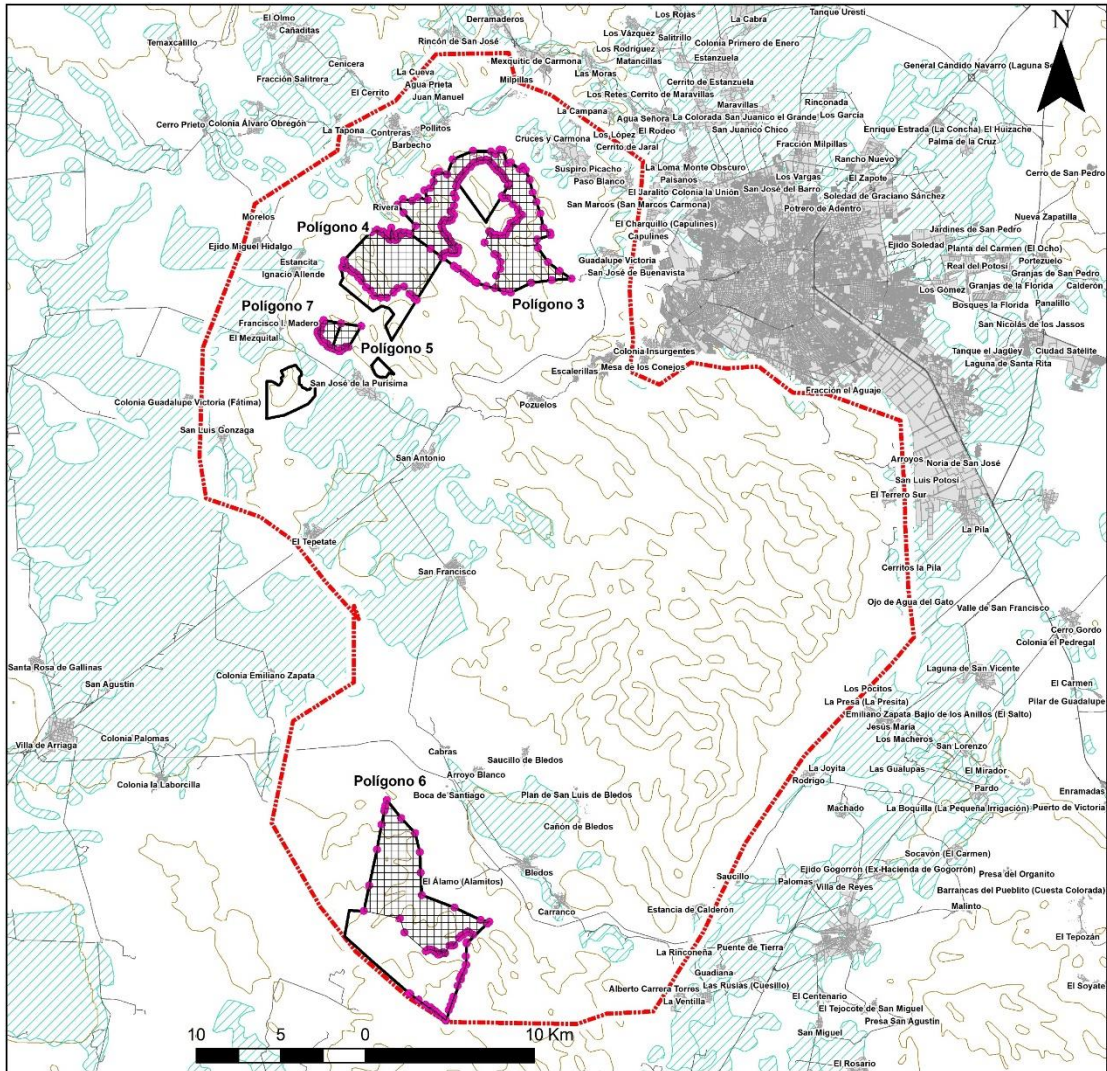 El Olmo
Cañaditas
Temaxcalillo
Cenicera
Fracción Salitrera
El Cerrito
Cerro Prieto
Colonia Álvaro Obregón
La Tapona
Derramaderos
Rincón de San José
Mexquitic de Carmona
La Cueva
Agua Prieta
Milpillas
Juan Manuel
Contreras
Pollitos
Barbecho
Los Rojas
La Cabra
Tanque Uresti
Los Vázquez
Salitrillo
Los Rodríguez
Colonia Primero de Enero
Matancillas
Estanzuela
Las Moras
Cerrito de Estanzuela
Los Retes
Cerrito de Maravillas
Maravillas
La Campana
Agua Señora
La Colorada
San Juanico el Grande
Cruces y Carmona
Los López
El Rodeo
San Juanico Chico
Cerrito de Jaral
Fracción Milpillas
Rinconada
Los García
General Cándido Navarro (Laguna Se
N
Enrique Estrada (La Concha)
El Huizache
Palma de la Cruz
Suspiro Picacho
La Loma
Monte Obscuro
Paso Blanco
Paisanos
Los Vargas
Rancho Nuevo
El Zapote
Cerro de San Pedro
El Jaralito
Colonia la Unión
San José del Barro
Soledad de Graciano Sánchez
San Marcos (San Marcos Carmona)
Potrero de Adentro
Rivera
El Charquillo (Capulines)
Capulines
Nueva Zapatilla
Jardines de San Pedro
Ejido Soledad
Planta del Carmen (El Ocho)
Portezuelo
Morelos
Polígono 4
Ejido Miguel Hidalgo
Estancita
Ignacio Allende
Guadalupe Victoria
San José de Buenavista
Real del Potosí
Granjas de San Pedro
Los Gómez
Granjas de la Florida
Calderón
Bosques la Florida
Panalillo
Polígono 3
Polígono 7
Francisco I. Madero
El Mezquital
Polígono 5
San Nicolás de los Jassos
Tanque el Jagüey
Ciudad Satélite
Laguna de Santa Rita
Colonia Insurgentes
Escalerillas
Mesa de los Conejos
San José de la Purísima
Fracción el Aguaje
Colonia Guadalupe Victoria (Fátima)
Pozuelos
San Luis Gonzaga
San Antonio
Arroyos
Noria de San José
San Luis Potosí
El Terrero Sur
La Pila
El Tepetate
San Francisco
Cerritos la Pila
Ojo de Agua del Gato
Valle de San Francisco
Cerro Gordo
Colonia el Pedregal
Santa Rosa de Gallinas
San Agustín
Colonia Emiliano Zapata
Laguna de San Vicente
El Carmen
Pilar de Guadalupe
Los Pocitos
La Presa (La Presita)
Emiliano Zapata
Bajío de los Anillos (El Salto)
Jesús María
Los Macheros
San Lorenzo
Villa de Arriaga
Colonia Palomas
Cabras
Saucillo de Bledos
Colonia la Laborcilla
Polígono 6
Arroyo Blanco
Boca de Santiago
Plan de San Luis de Bledos
La Joyita
Rodrigo
Las Gualupas
El Mirador
Pardo
Enramadas
Machado
La Boquilla (La Pequeña Irrigación)
Puerto de Victoria
Cañón de Bledos
Socavón (El Carmen)
El Álamo (Alamitos)
Bledos
Saucillo
Ejido Gogorrón (Ex-Hacienda de Gogorrón)
Presa del Organito
Palomas
Villa de Reyes
Barrancas del Pueblito (Cuesta Colorada)
Carranco
Estancia de Calderón
Malinto
La Rinconeña
Puente de Tierra
El Tepozán
Guadiana
Alberto Carrera Torres
Las Rusias (Cuesillo)
La Ventilla
El Centenario
El Tejocote de San Miguel
El Soyate
San Miguel
Presa San Agustín
El Rosario
10 5 0 10 Km